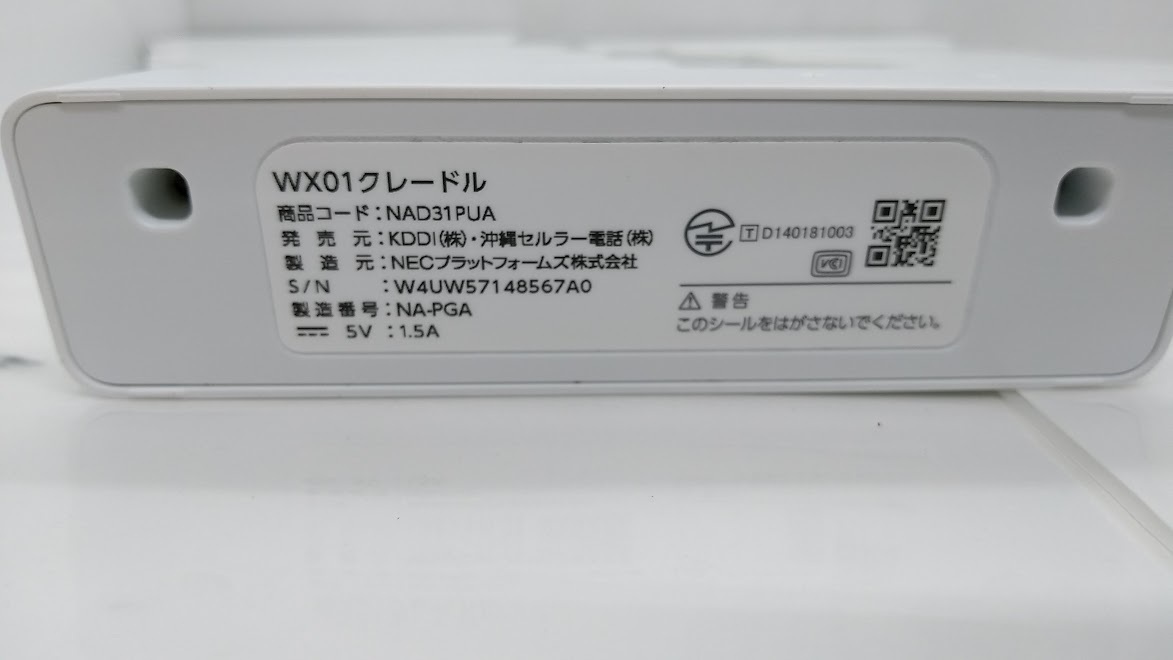 WX01クレードル
商品コード：NAD31PUA
発売元：KDDI(株)・沖縄セルラー電話(株)
製造元：NECプラットフォームズ株式会社
S/N ：W4UW57148567A0
製造番号：NA-PGA
5V ：1.5A
T D140181003
VCI
警告
このシールをはがさないでください。